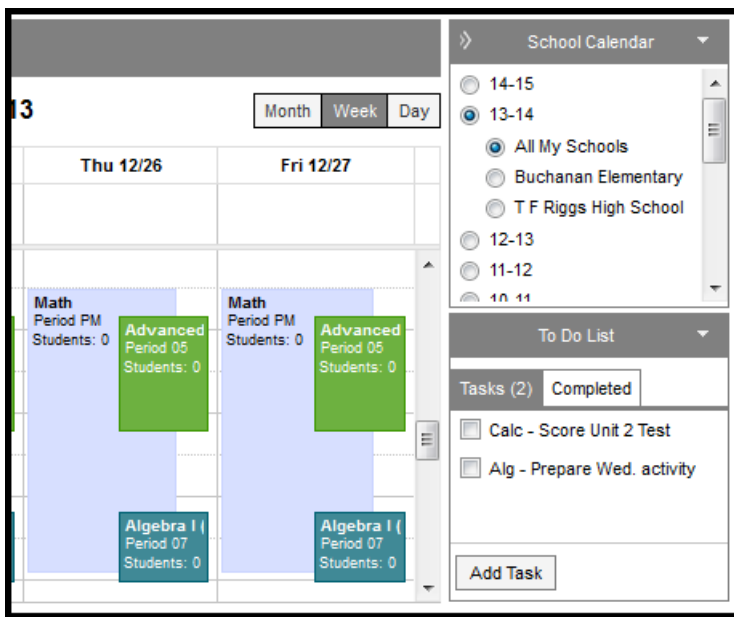 13
Month Week Day
Thu 12/26 Fri 12/27
Math
Period PM
Students: 0
Advanced
Period 05
Students: 0
Algebra I (
Period 07
Students: 0
Math
Period PM
Students: 0
Advanced
Period 05
Students: 0
Algebra I (
Period 07
Students: 0
School Calendar
14-15
13-14
All My Schools
Buchanan Elementary
T F Riggs High School
12-13
11-12
10-11
To Do List
Tasks (2) Completed
Calc - Score Unit 2 Test
Alg - Prepare Wed. activity
Add Task